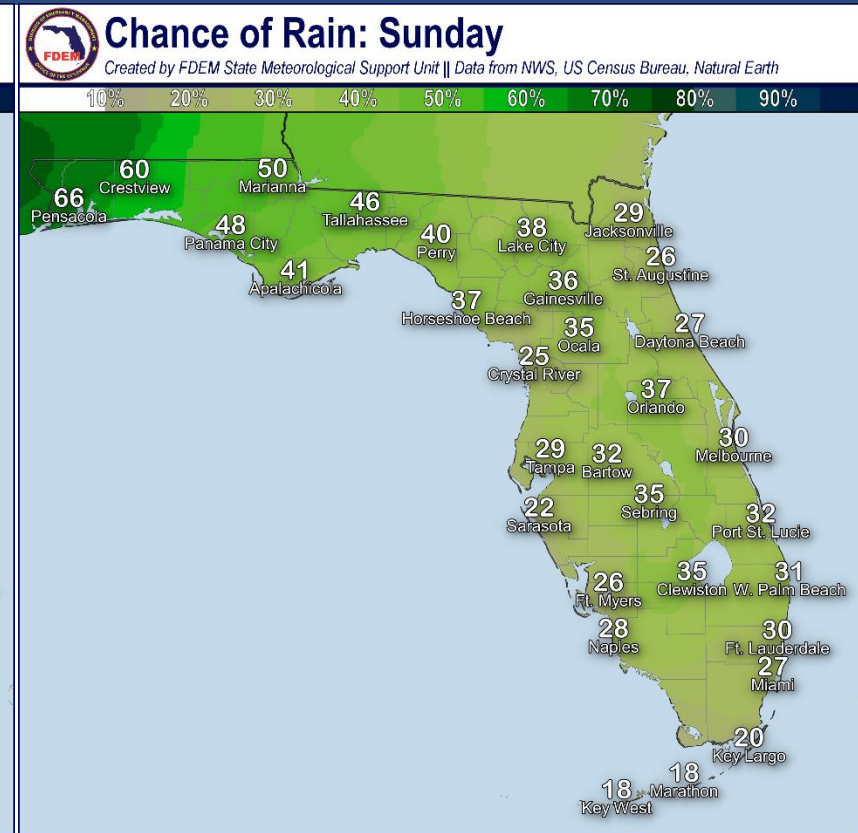 Chance of Rain: Sunday
Created by FDEM State Meteorological Support Unit || Data from NWS, US Census Bureau, Natural Earth
FDEM
10% 20% 30% 40% 50% 60% 70% 80% 90%
60
Crestview
50
Marianna
66
Pensacola
46
Tallahassee
48
Panama City
40
Perry
38
Lake City
29
Jacksonville
41
Apalachicola
26
St. Augustine
36
Gainesville
37
Horseshoe Beach
35
Ocala
27
Daytona Beach
25
Crystal River
37
Orlando
30
Melbourne
29
Tampa
32
Bartow
35
Sebring
22
Sarasota
32
Port St. Lucie
26
Ft. Myers
35
Clewiston
31
W. Palm Beach
28
Naples
30
Ft. Lauderdale
27
Miami
20
Key Largo
18
Marathon
18
Key West